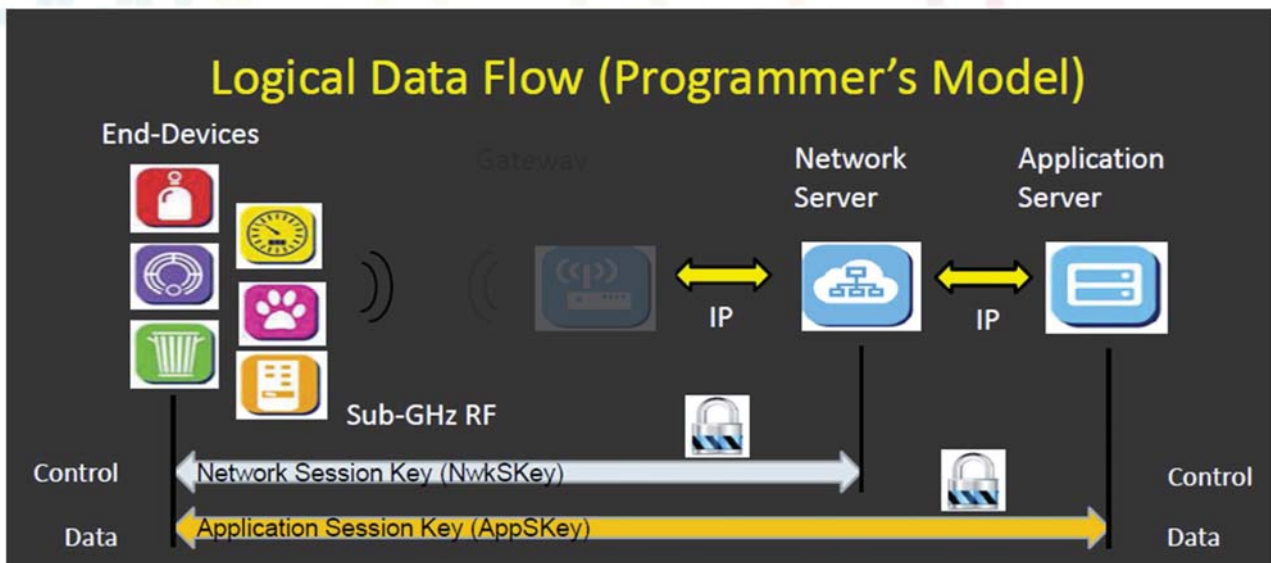 Logical Data Flow (Programmer's Model)
End-Devices
Gateway
Network
Server
Application
Server
IP
IP
Sub-GHz RF
Control
Network Session Key (NwkSKey)
Control
Data
Application Session Key (AppSKey)
Data